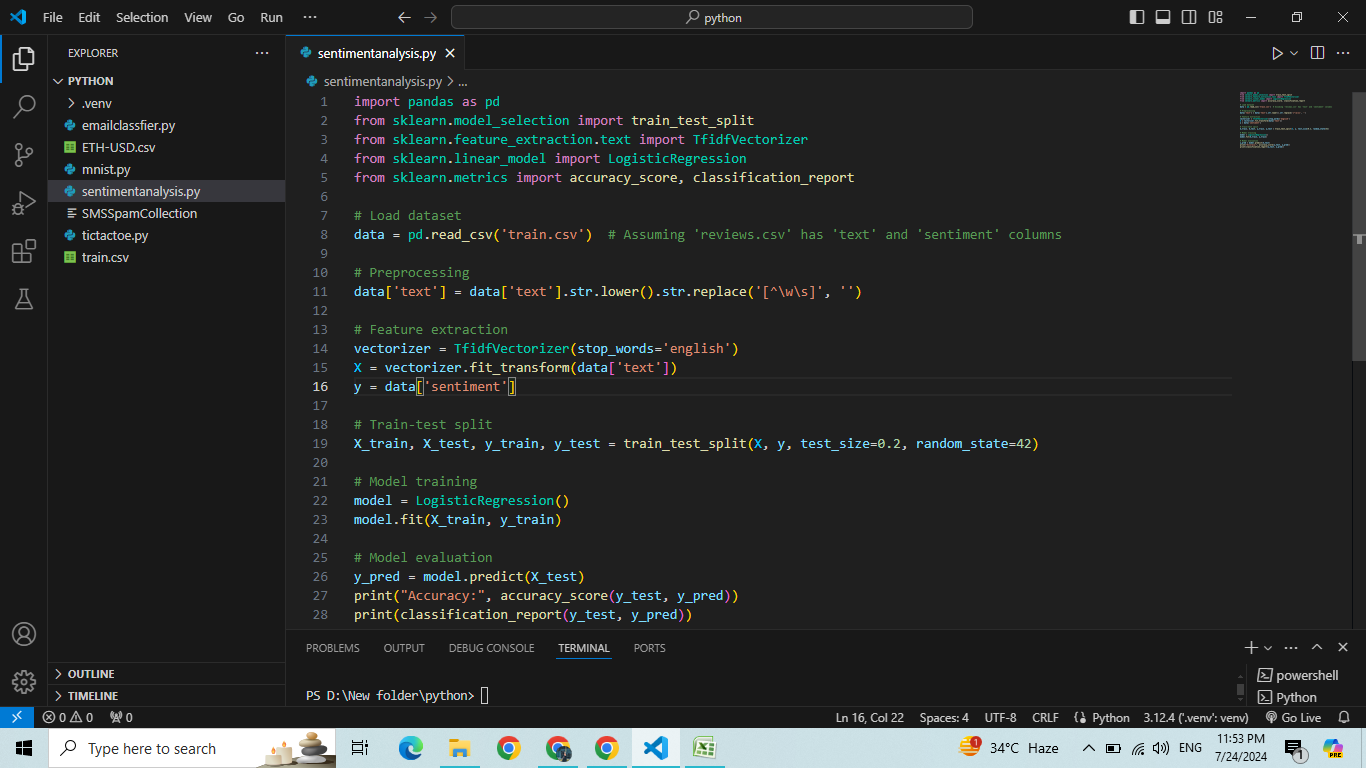 File Edit Selection View Go Run ··· python
EXPLORER ···
PYTHON
.venv
emailclassfier.py
ETH-USD.csv
mnist.py
sentimentanalysis.py
SMSSpamCollection
tictactoe.py
train.csv
OUTLINE
TIMELINE
sentimentanalysis.py
sentimentanalysis.py > ...
1 import pandas as pd
2 from sklearn.model_selection import train_test_split
3 from sklearn.feature_extraction.text import TfidfVectorizer
4 from sklearn.linear_model import LogisticRegression
5 from sklearn.metrics import accuracy_score, classification_report
6
7 # Load dataset
8 data = pd.read_csv('train.csv')  # Assuming 'reviews.csv' has 'text' and 'sentiment' columns
9
10 # Preprocessing
11 data['text'] = data['text'].str.lower().str.replace('[^\w\s]', '')
12
13 # Feature extraction
14 vectorizer = TfidfVectorizer(stop_words='english')
15 X = vectorizer.fit_transform(data['text'])
16 y = data['sentiment']
17
18 # Train-test split
19 X_train, X_test, y_train, y_test = train_test_split(X, y, test_size=0.2, random_state=42)
20
21 # Model training
22 model = LogisticRegression()
23 model.fit(X_train, y_train)
24
25 # Model evaluation
26 y_pred = model.predict(X_test)
27 print("Accuracy:", accuracy_score(y_test, y_pred))
28 print(classification_report(y_test, y_pred))
PROBLEMS OUTPUT DEBUG CONSOLE TERMINAL PORTS
PS D:\New folder\python>
powershell
Python
0 0 0 Ln 16, Col 22 Spaces: 4 UTF-8 CRLF Python 3.12.4 ('.venv': venv) Go Live
Type here to search 1 34°C Haze ENG 11:53 PM 1 PRE
7/24/2024